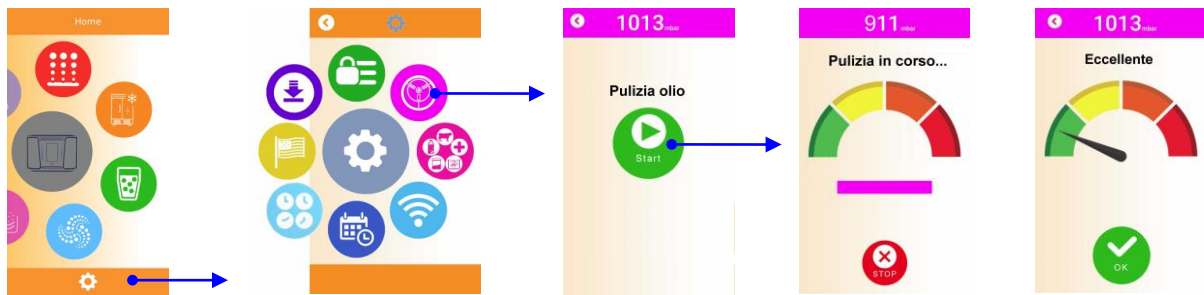 Home
1013 mbar
Pulizia olio
Start
911 mbar
Pulizia in corso...
STOP
1013 mbar
Eccellente
OK